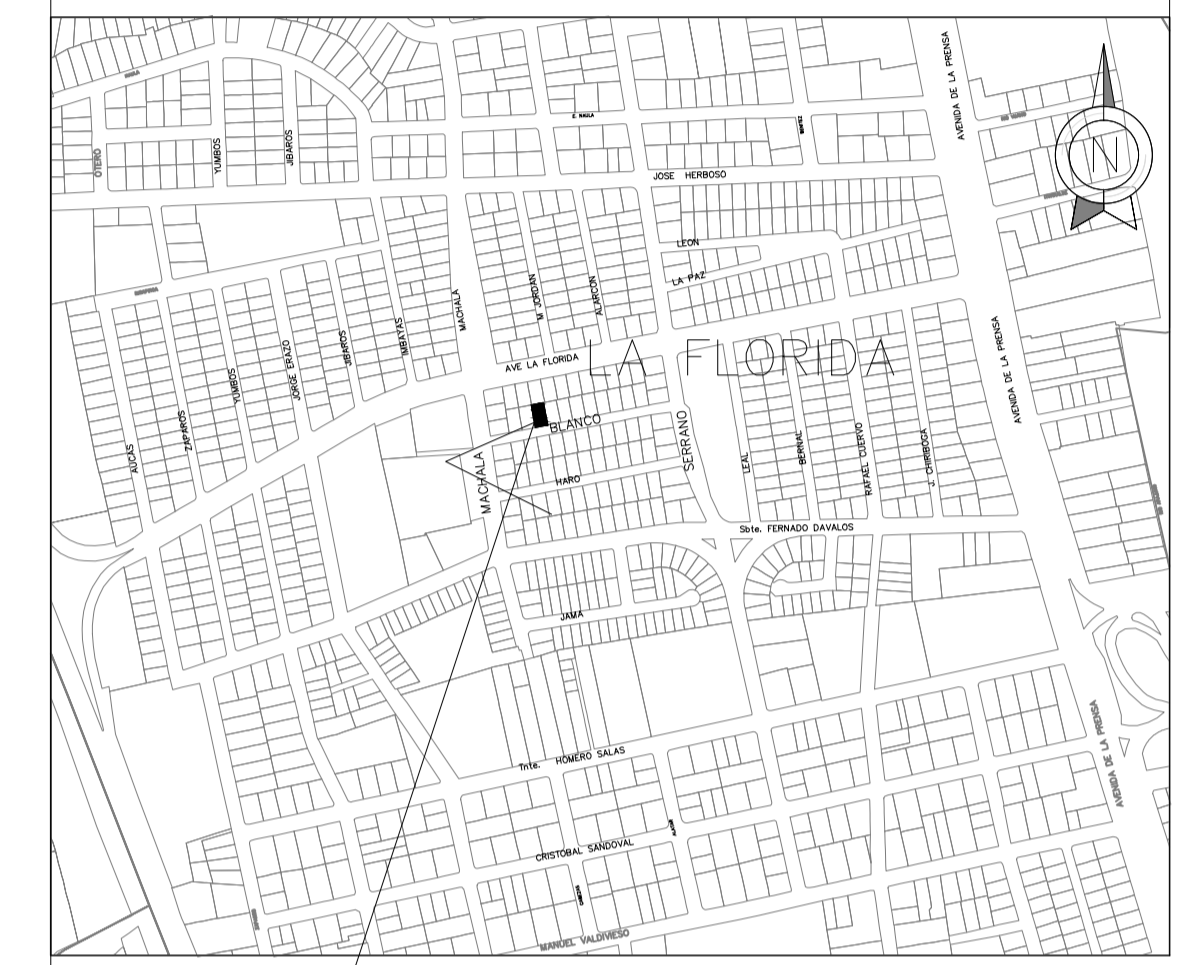 AVENIDA DE LA PRENSA
OTERO
YUMBOS
JIBAROS
E. MAULA
JOSE HERBOSO
N
LEON
LA PAZ
MACHALA
M JORDAN
ALARCON
IMBAYAS
JIBAROS
JORGE ERAZO
YUMBOS
ZAPAROS
AUCAS
AVE LA FLORIDA
LA FLORIDA
AVENIDA DE LA PRENSA
BLANCO
SERRANO
MACHALA
HARO
LEAL
BERNAL
RAFAEL CUERVO
J. CHIRIBOGA
Sbte. FERNADO DAVALOS
JAMA
Tnte. HOMERO SALAS
AVENIDA DE LA PRENSA
CRISTOBAL SANDOVAL
MANUEL VALDIVIESO